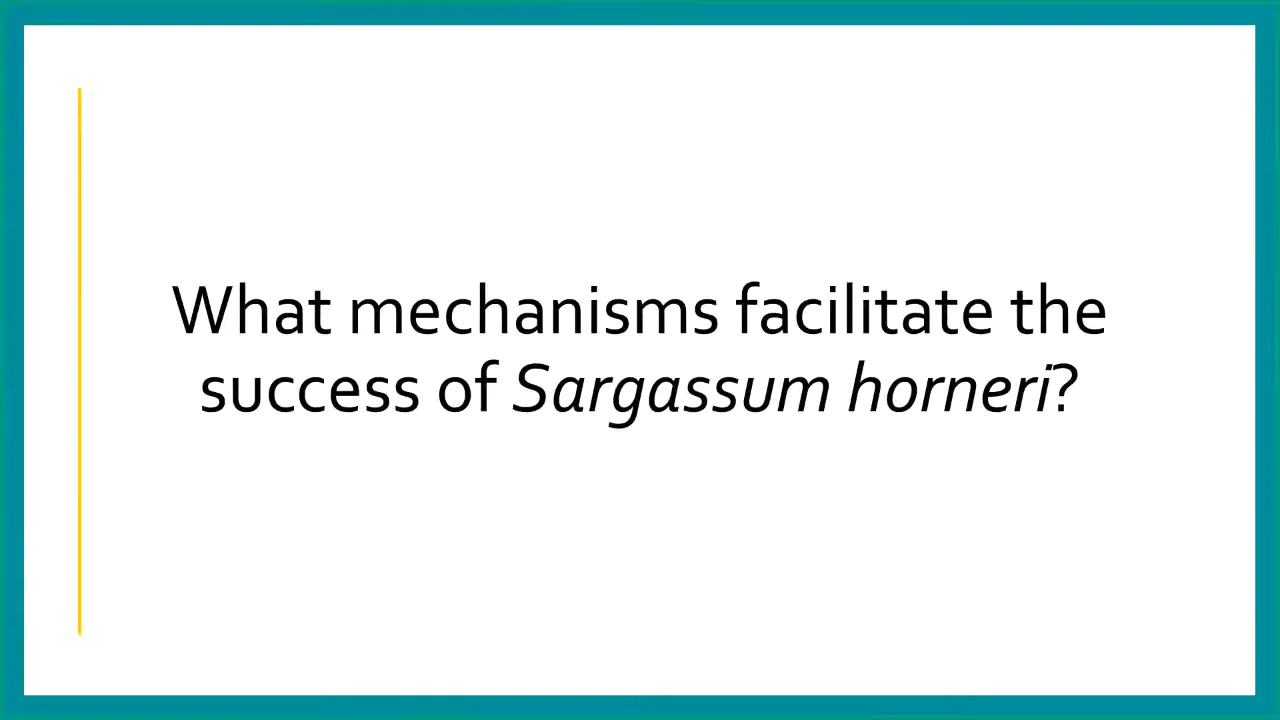 What mechanisms facilitate the
success of Sargassum horneri?